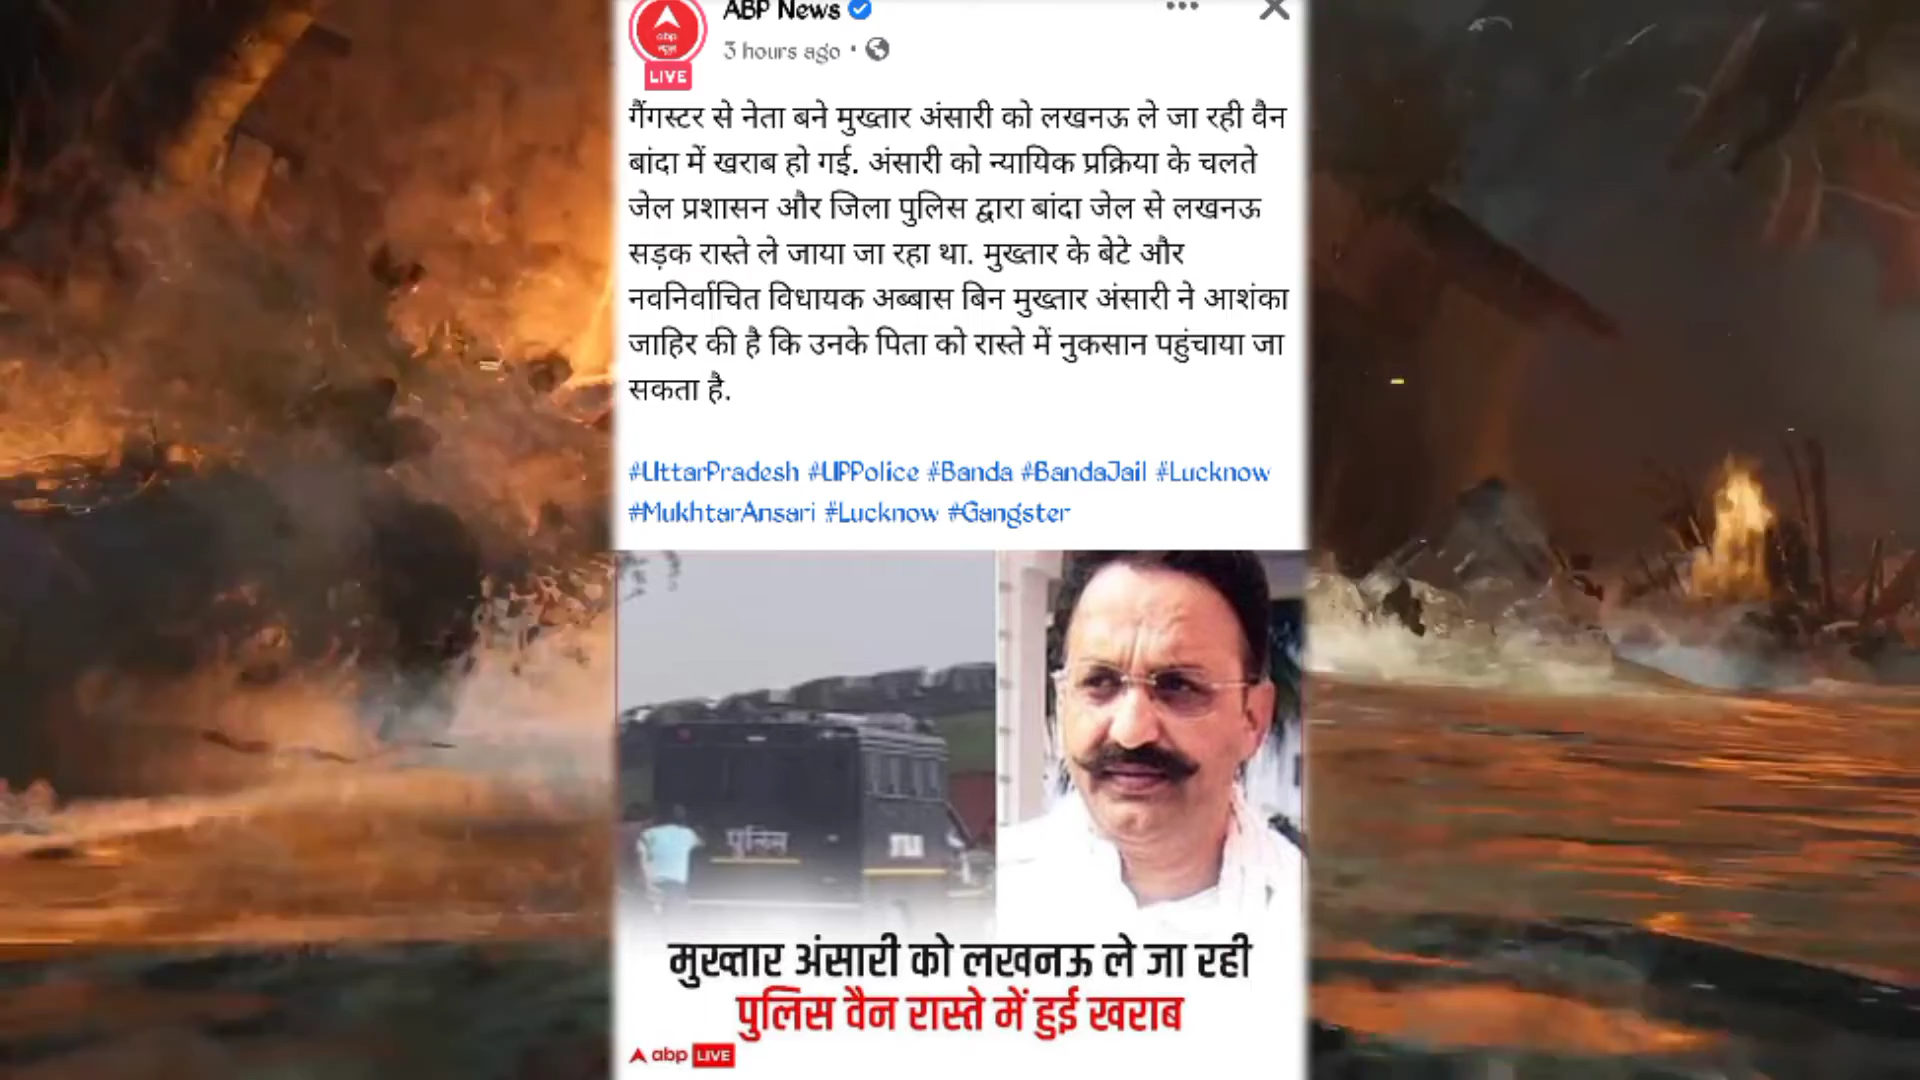 ABP News
3 hours ago
abp
न्यूज़
LIVE
गैंगस्टर से नेता बने मुख्तार अंसारी को लखनऊ ले जा रही वैन
बांदा में खराब हो गई. अंसारी को न्यायिक प्रक्रिया के चलते
जेल प्रशासन और जिला पुलिस द्वारा बांदा जेल से लखनऊ
सड़क रास्ते ले जाया जा रहा था. मुख्तार के बेटे और
नवनिर्वाचित विधायक अब्बास बिन मुख्तार अंसारी ने आशंका
जाहिर की है कि उनके पिता को रास्ते में नुकसान पहुंचाया जा
सकता है.
#UttarPradesh #UPPolice #Banda #BandaJail #Lucknow
#MukhtarAnsari #Lucknow #Gangster
पुलिस
मुख्तार अंसारी को लखनऊ ले जा रही
पुलिस वैन रास्ते में हुई खराब
abp LIVE